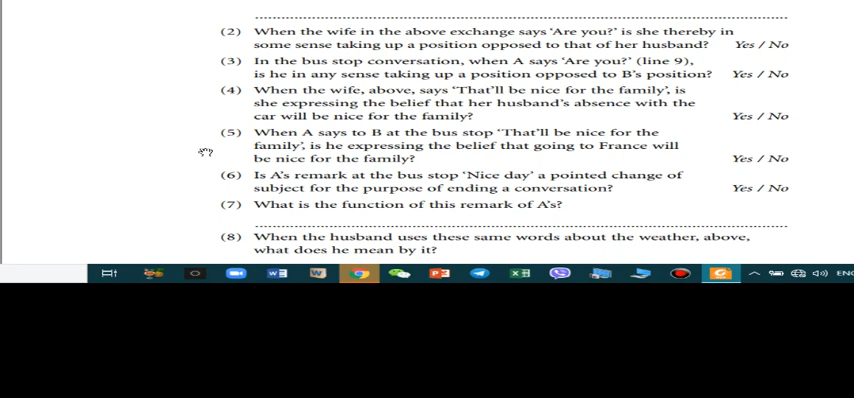 (2) When the wife in the above exchange says ‘Are you?’ is she thereby in
some sense taking up a position opposed to that of her husband? Yes / No
(3) In the bus stop conversation, when A says ‘Are you?’ (line 9),
is he in any sense taking up a position opposed to B’s position? Yes / No
(4) When the wife, above, says ‘That’ll be nice for the family’, is
she expressing the belief that her husband’s absence with the
car will be nice for the family? Yes / No
(5) When A says to B at the bus stop ‘That’ll be nice for the
family’, is he expressing the belief that going to France will
be nice for the family? Yes / No
(6) Is A’s remark at the bus stop ‘Nice day’ a pointed change of
subject for the purpose of ending a conversation? Yes / No
(7) What is the function of this remark of A’s?
(8) When the husband uses these same words about the weather, above,
what does he mean by it?
ENG